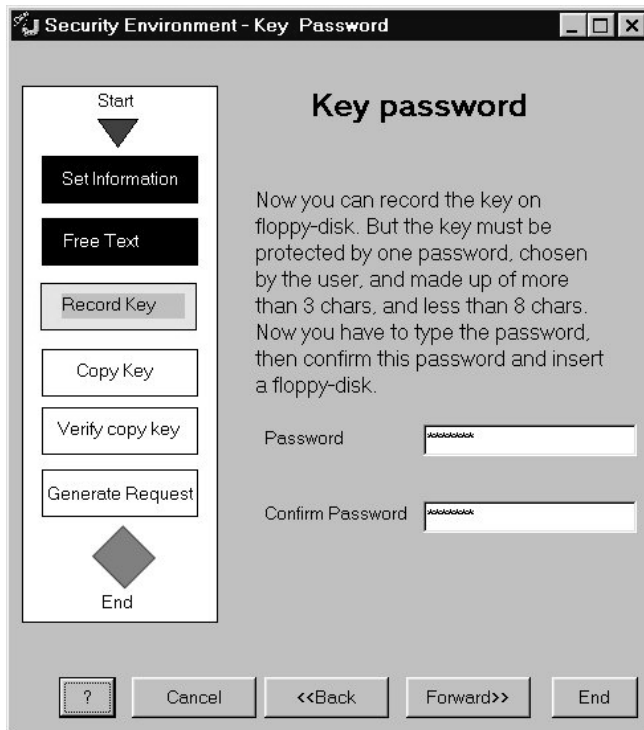 Security Environment - Key Password
Start
Set Information
Free Text
Record Key
Copy Key
Verify copy key
Generate Request
End
Key password
Now you can record the key on
floppy-disk. But the key must be
protected by one password, chosen
by the user, and made up of more
than 3 chars, and less than 8 chars.
Now you have to type the password,
then confirm this password and insert
a floppy-disk.
Password
*******
Confirm Password
*******
?
Cancel
<<Back
Forward>>
End